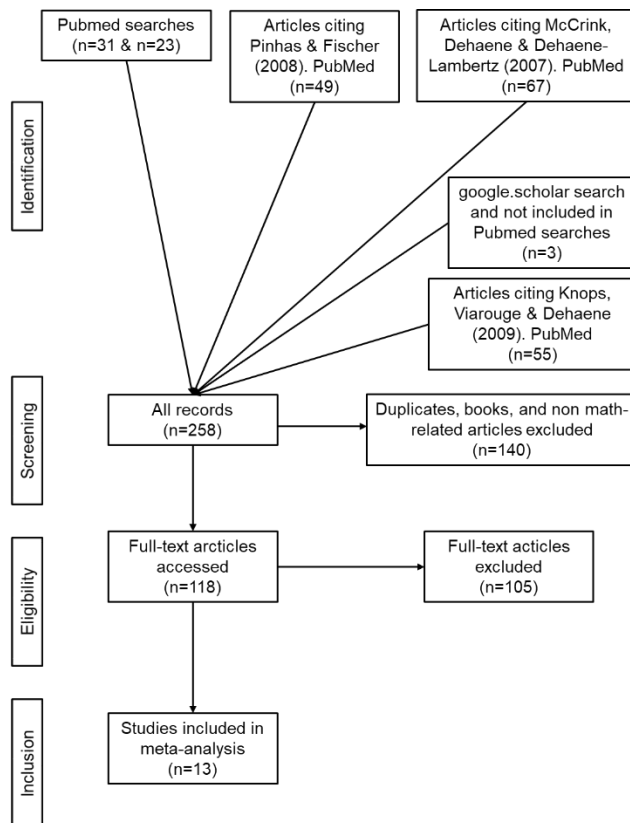 Pubmed searches
(n=31 & n=23)
Articles citing
Pinhas & Fischer
(2008). PubMed
(n=49)
Articles citing McCrink,
Dehaene & Dehaene-
Lambertz (2007). PubMed
(n=67)
Identification
google.scholar search
and not included in
Pubmed searches
(n=3)
Articles citing Knops,
Viarouge & Dehaene
(2009). PubMed
(n=55)
Screening
All records
(n=258)
Duplicates, books, and non math-
related articles excluded
(n=140)
Eligibility
Full-text arcticles
accessed
(n=118)
Full-text acticles
excluded
(n=105)
Inclusion
Studies included in
meta-analysis
(n=13)